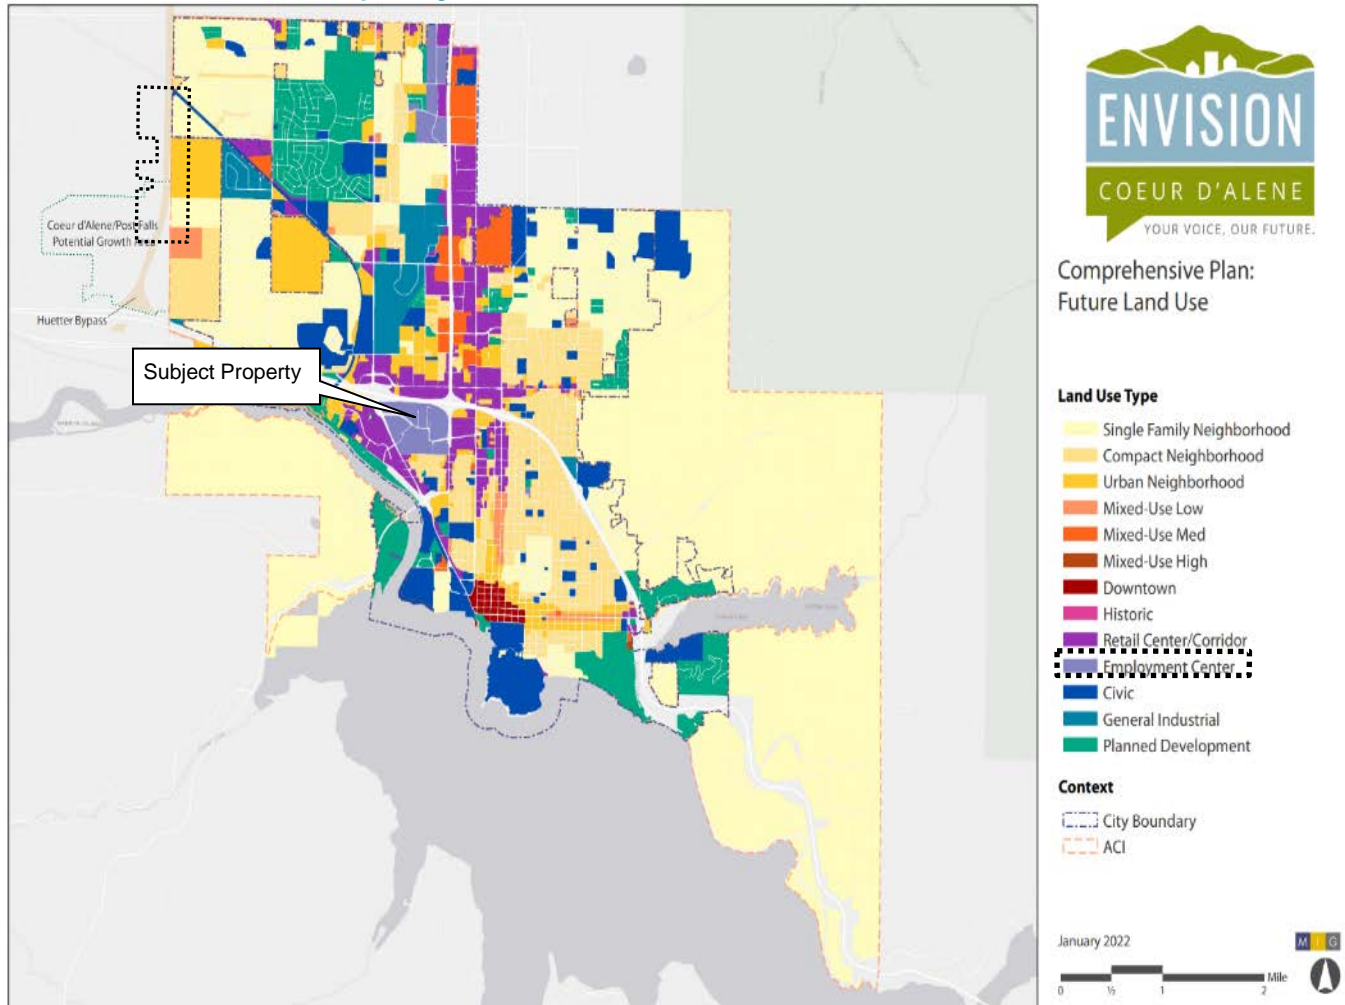 Coeur d'Alene/Post Falls
Potential Growth Area
Huetter Bypass
Subject Property
ENVISION
COEUR D'ALENE
YOUR VOICE, OUR FUTURE.
Comprehensive Plan:
Future Land Use
Land Use Type
Single Family Neighborhood
Compact Neighborhood
Urban Neighborhood
Mixed-Use Low
Mixed-Use Med
Mixed-Use High
Downtown
Historic
Retail Center/Corridor
Employment Center
Civic
General Industrial
Planned Development
Context
City Boundary
ACI
January 2022
M I G
0 ½ 1 2 Mile